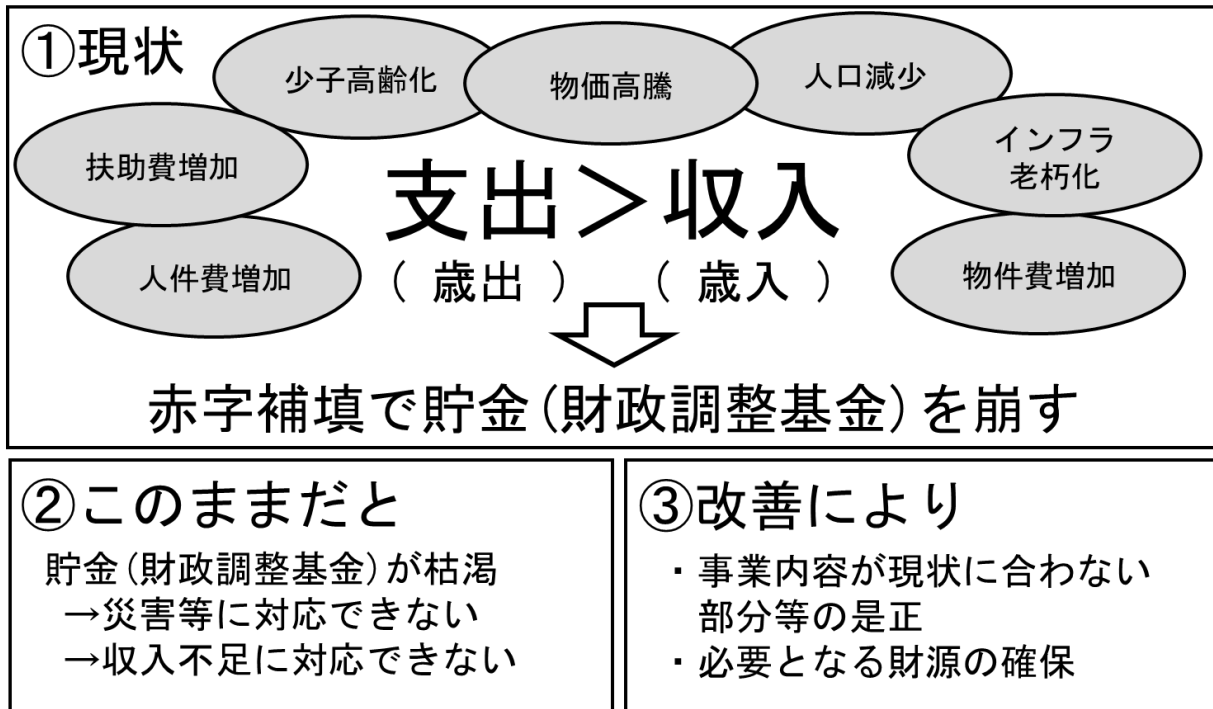 ①現状
少子高齢化
物価高騰
人口減少
扶助費増加
インフラ
老朽化
人件費増加
物件費増加
支出＞収入
（歳出）（歳入）
赤字補填で貯金(財政調整基金)を崩す
②このままだと
貯金(財政調整基金)が枯渇
→災害等に対応できない
→収入不足に対応できない
③改善により
・事業内容が現状に合わない
部分等の是正
・必要となる財源の確保